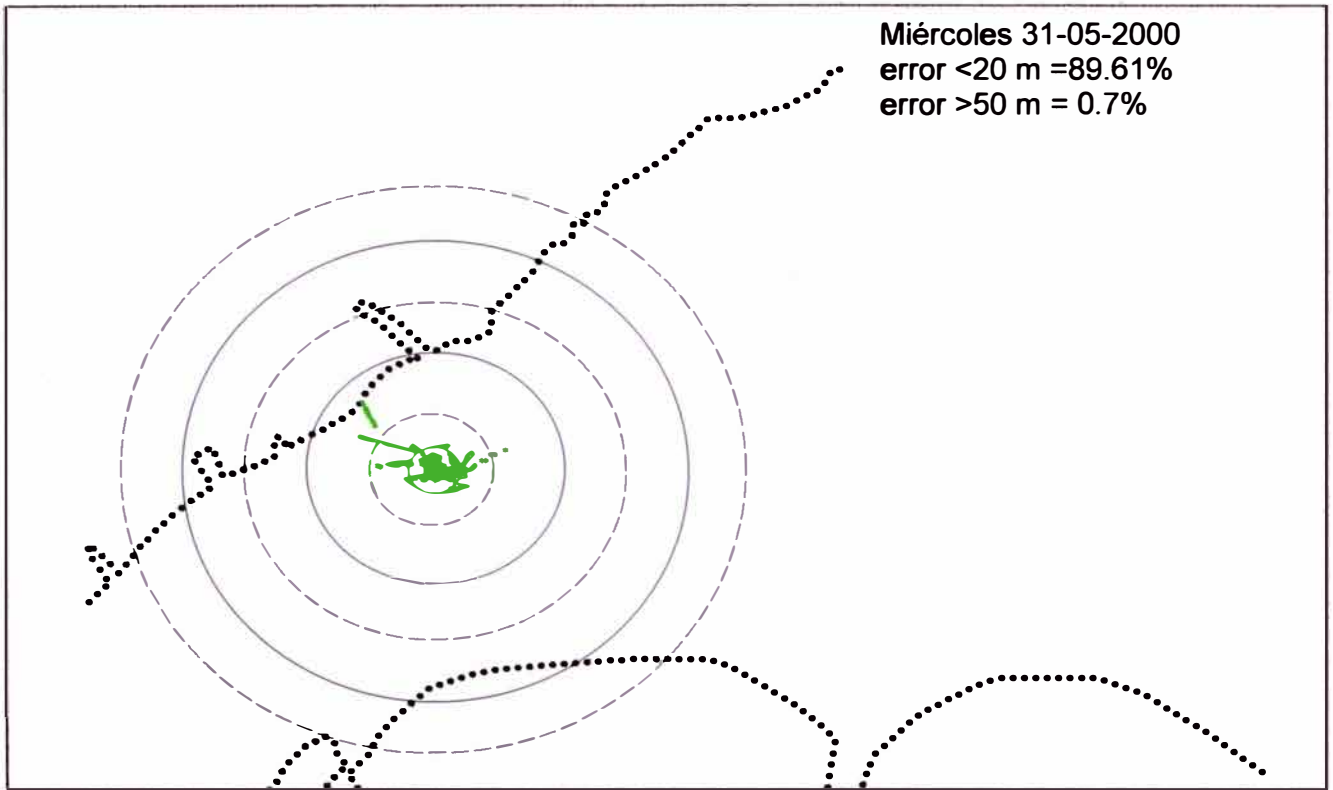 Miércoles 31-05-2000
error <20 m =89.61%
error >50 m = 0.7%